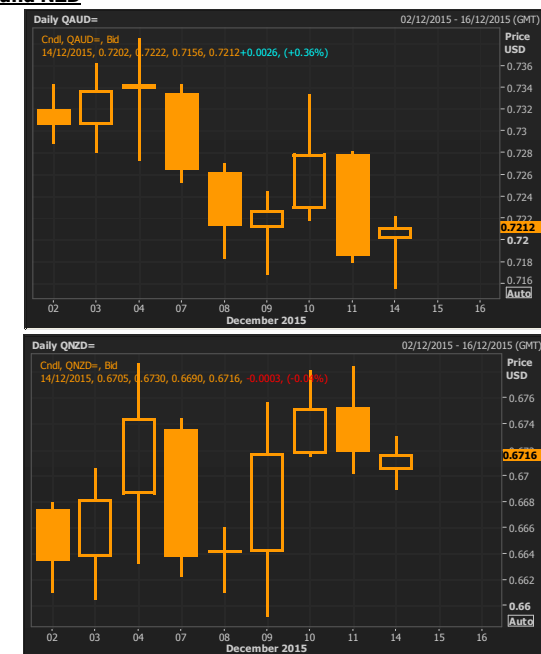 and NZD
Daily QAUD=
02/12/2015 - 16/12/2015 (GMT)
Cndl, QAUD=, Bid
14/12/2015, 0.7202, 0.7222, 0.7156, 0.7212+0.0026, (+0.36%)
Price
USD
0.736
0.734
0.732
0.73
0.728
0.726
0.724
0.722
0.7212
0.72
0.718
0.716
Auto
02 03 04 07 08 09 10 11 14 15 16
December 2015
Daily QNZD=
02/12/2015 - 16/12/2015 (GMT)
Cndl, QNZD=, Bid
14/12/2015, 0.6705, 0.6730, 0.6690, 0.6716, -0.0003,
Price
USD
0.676
0.674
0.6716
0.67
0.668
0.666
0.664
0.662
0.66
Auto
02 03 04 07 08 09 10 11 14 15 16
December 2015